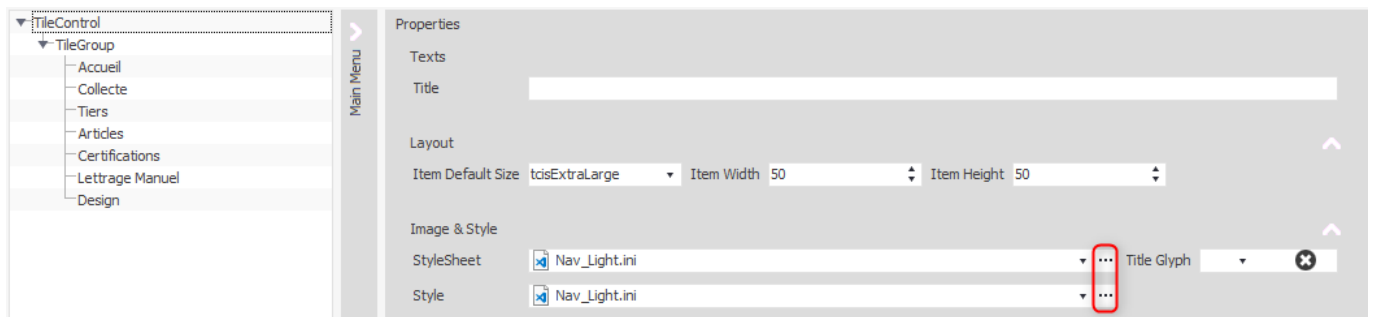 TileControl
TileGroup
Accueil
Collecte
Tiers
Articles
Certifications
Lettrage Manuel
Design
Main Menu
Properties
Texts
Title
Layout
Item Default Size tcisExtraLarge Item Width 50 Item Height 50
Image & Style
StyleSheet Nav_Light.ini ... Title Glyph
Style Nav_Light.ini ...